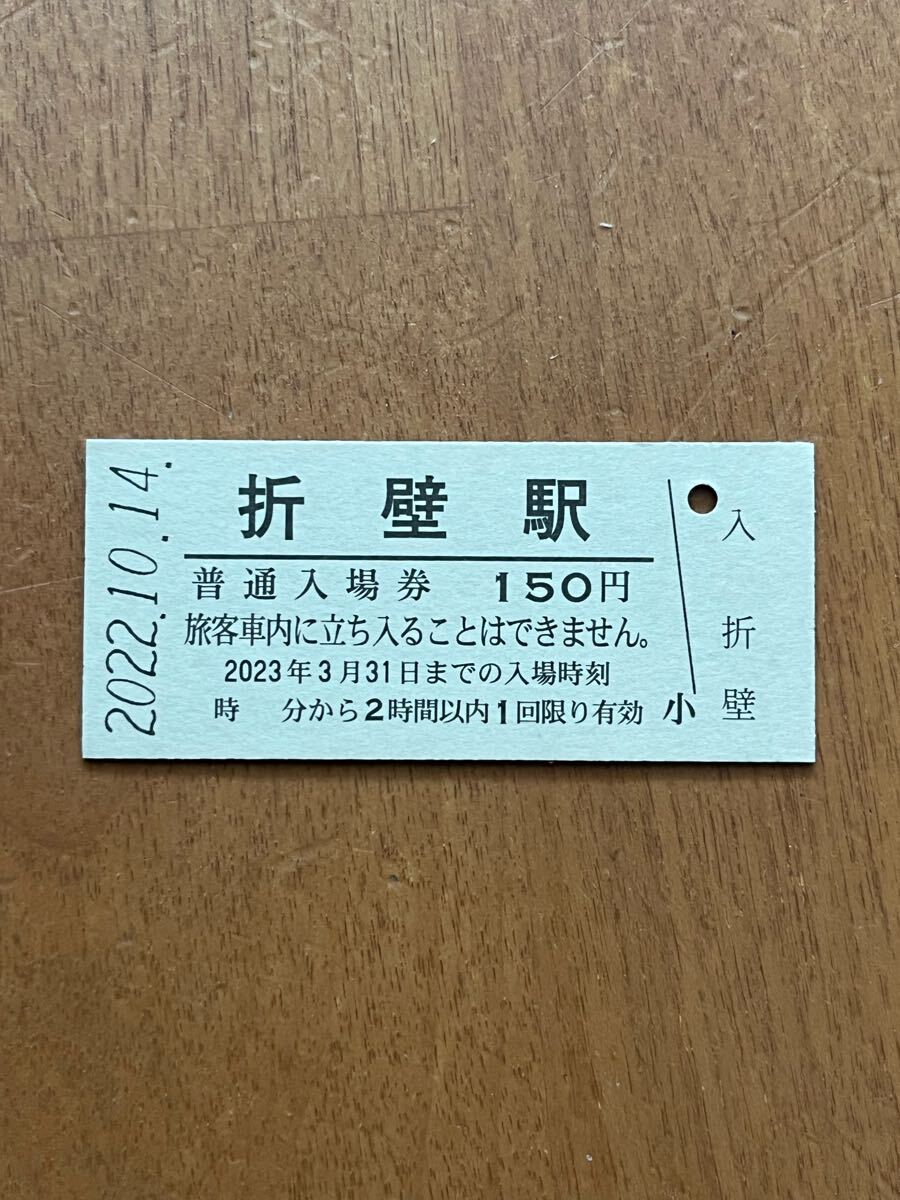 2022.10.14.
折壁駅
普通入場券 150円
旅客車内に立ち入ることはできません。
2023年3月31日までの入場時刻
時 分から2時間以内1回限り有効 小
入
折
壁